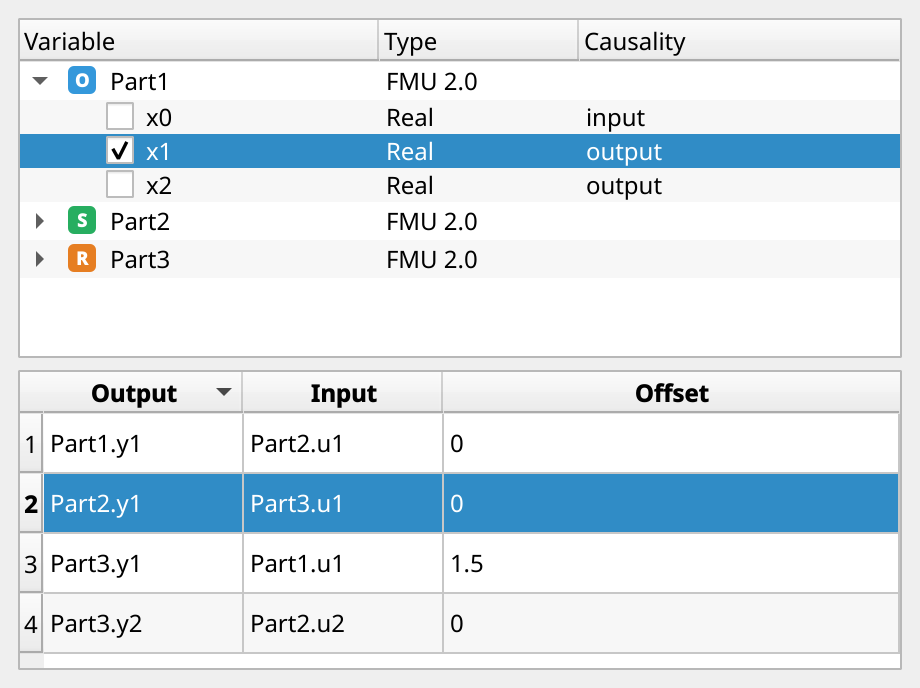 Variable Type Causality
O Part1 FMU 2.0
x0 Real input
x1 Real output
x2 Real output
S Part2 FMU 2.0
R Part3 FMU 2.0
Output Input Offset
1 Part1.y1 Part2.u1 0
2 Part2.y1 Part3.u1 0
3 Part3.y1 Part1.u1 1.5
4 Part3.y2 Part2.u2 0